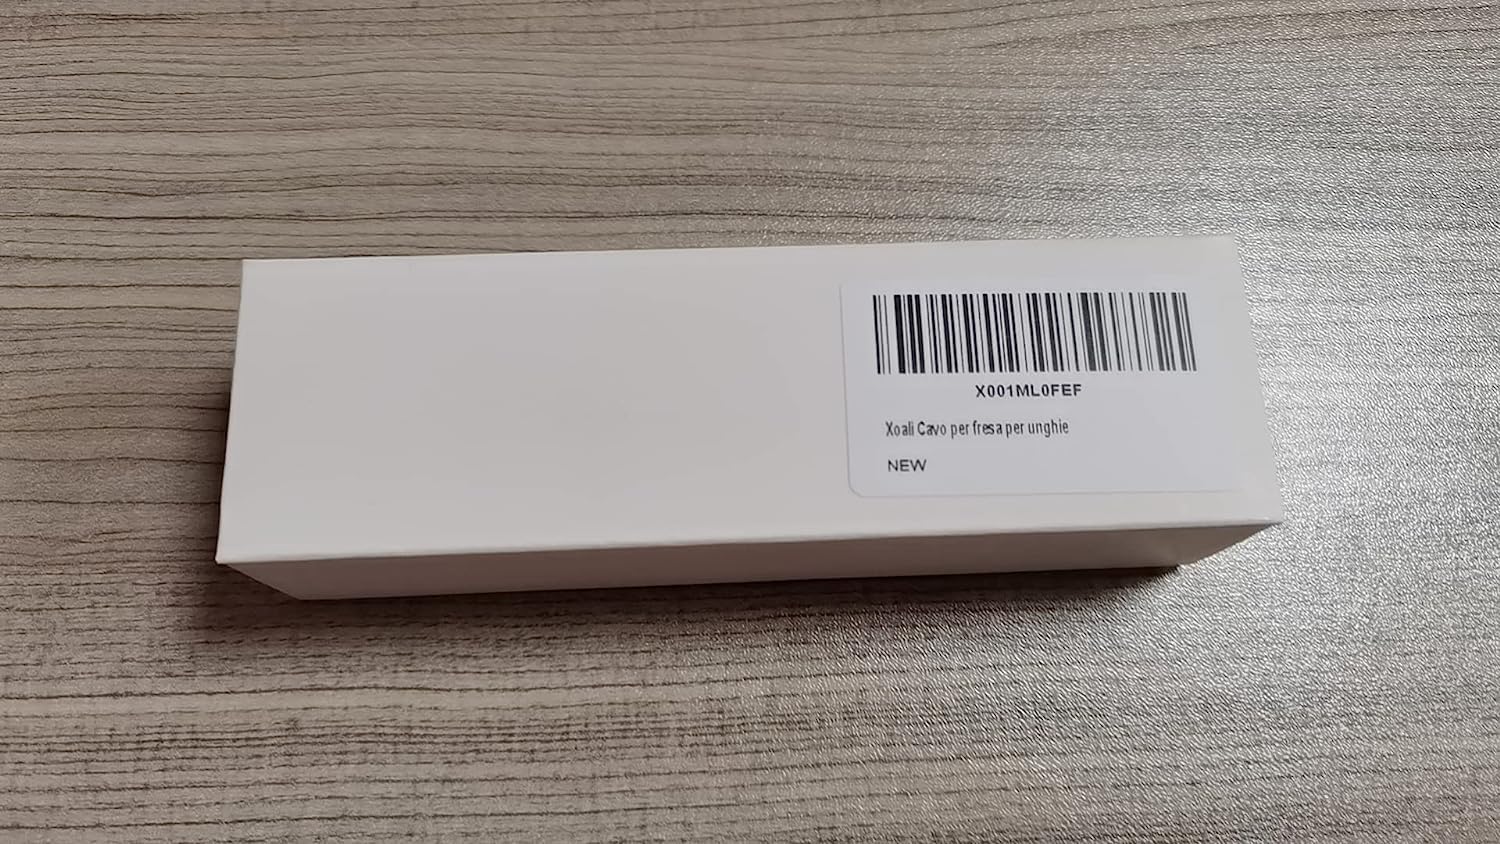 X001ML0FEF
Xoali Cavo per fresa per unghie
NEW